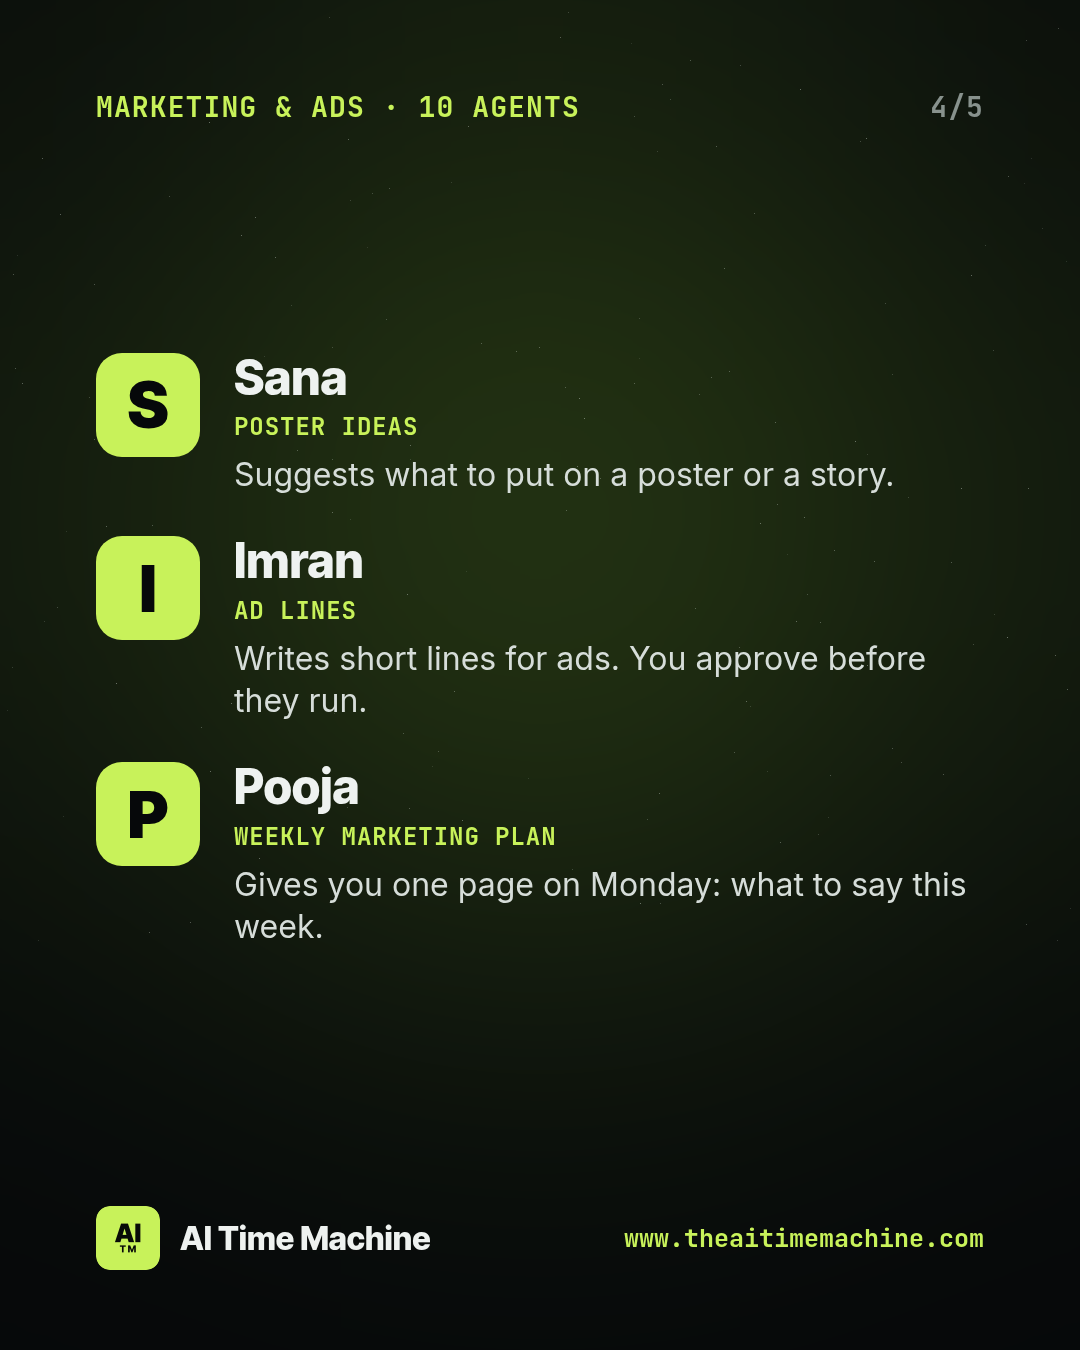 MARKETING & ADS · 10 AGENTS
4/5
S
Sana
POSTER IDEAS
Suggests what to put on a poster or a story.
I
Imran
AD LINES
Writes short lines for ads. You approve before
they run.
P
Pooja
WEEKLY MARKETING PLAN
Gives you one page on Monday: what to say this
week.
AI
TM
AI Time Machine
www.theaitimemachine.com